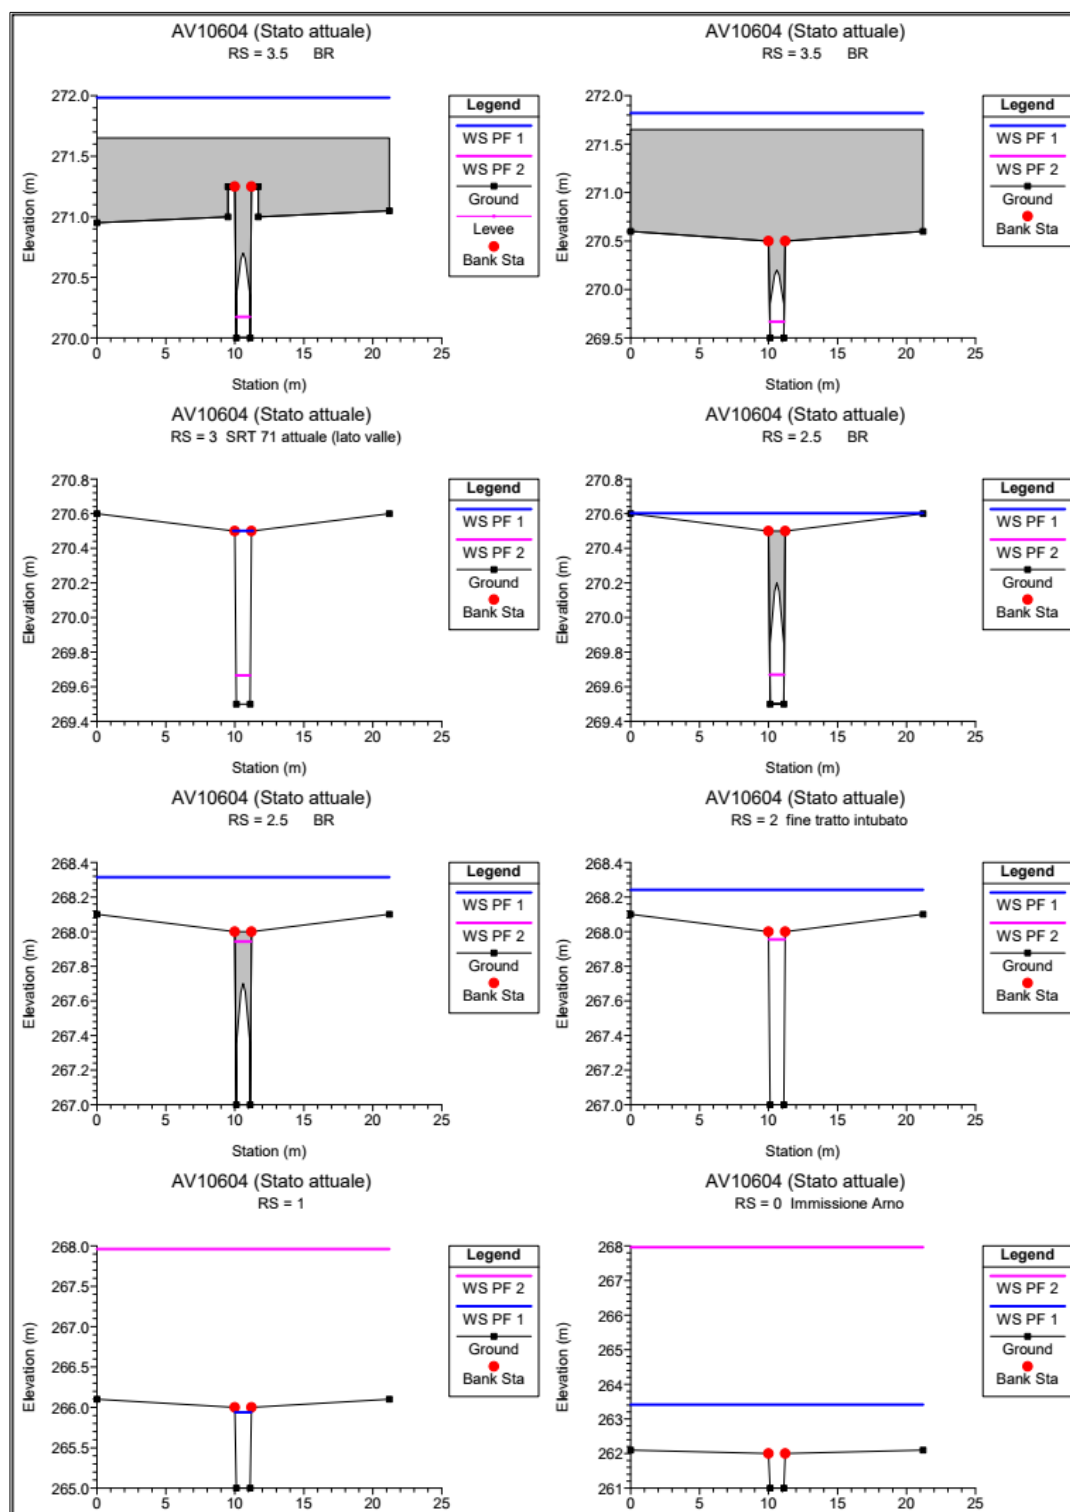 AV10604 (Stato attuale)
RS = 3.5 BR
272.0
271.5
271.0
270.5
270.0
Elevation (m)
0 5 10 15 20 25
Station (m)
Legend
WS PF 1
WS PF 2
Ground
Levee
Bank Sta
AV10604 (Stato attuale)
RS = 3.5 BR
272.0
271.5
271.0
270.5
270.0
269.5
Elevation (m)
0 5 10 15 20 25
Station (m)
Legend
WS PF 1
WS PF 2
Ground
Bank Sta
AV10604 (Stato attuale)
RS = 3 SRT 71 attuale (lato valle)
270.8
270.6
270.4
270.2
270.0
269.8
269.6
269.4
Elevation (m)
0 5 10 15 20 25
Station (m)
Legend
WS PF 1
WS PF 2
Ground
Bank Sta
AV10604 (Stato attuale)
RS = 2.5 BR
270.8
270.6
270.4
270.2
270.0
269.8
269.6
269.4
Elevation (m)
0 5 10 15 20 25
Station (m)
Legend
WS PF 1
WS PF 2
Ground
Bank Sta
AV10604 (Stato attuale)
RS = 2.5 BR
268.4
268.2
268.0
267.8
267.6
267.4
267.2
267.0
Elevation (m)
0 5 10 15 20 25
Station (m)
Legend
WS PF 1
WS PF 2
Ground
Bank Sta
AV10604 (Stato attuale)
RS = 2 fine tratto intubato
268.4
268.2
268.0
267.8
267.6
267.4
267.2
267.0
Elevation (m)
0 5 10 15 20 25
Station (m)
Legend
WS PF 1
WS PF 2
Ground
Bank Sta
AV10604 (Stato attuale)
RS = 1
268.0
267.5
267.0
266.5
266.0
265.5
265.0
Elevation (m)
0 5 10 15 20 25
Legend
WS PF 2
WS PF 1
Ground
Bank Sta
AV10604 (Stato attuale)
RS = 0 Immissione Arno
268
267
266
265
264
263
262
261
Elevation (m)
0 5 10 15 20 25
Legend
WS PF 2
WS PF 1
Ground
Bank Sta